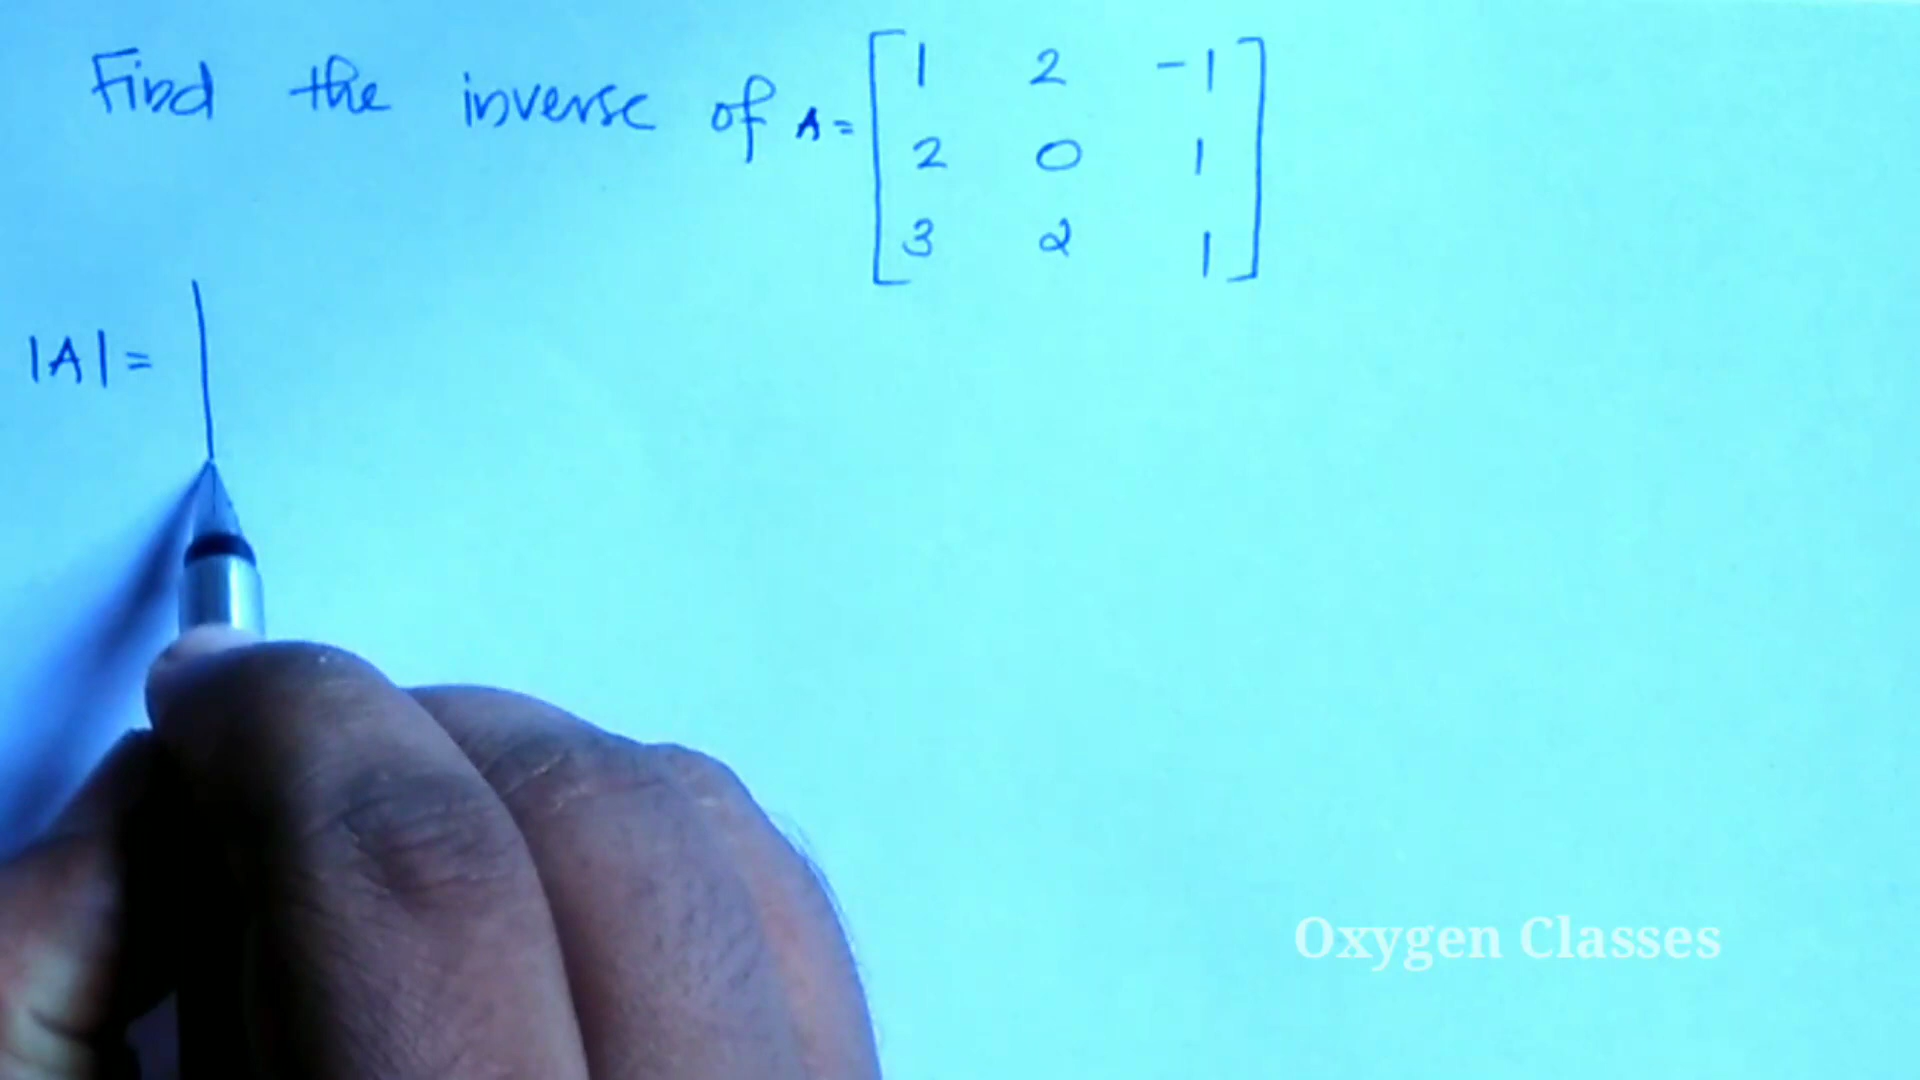 Find the inverse of A = [1 2 -1
2 0 1
3 2 1]
|A| = |
Oxygen Classes